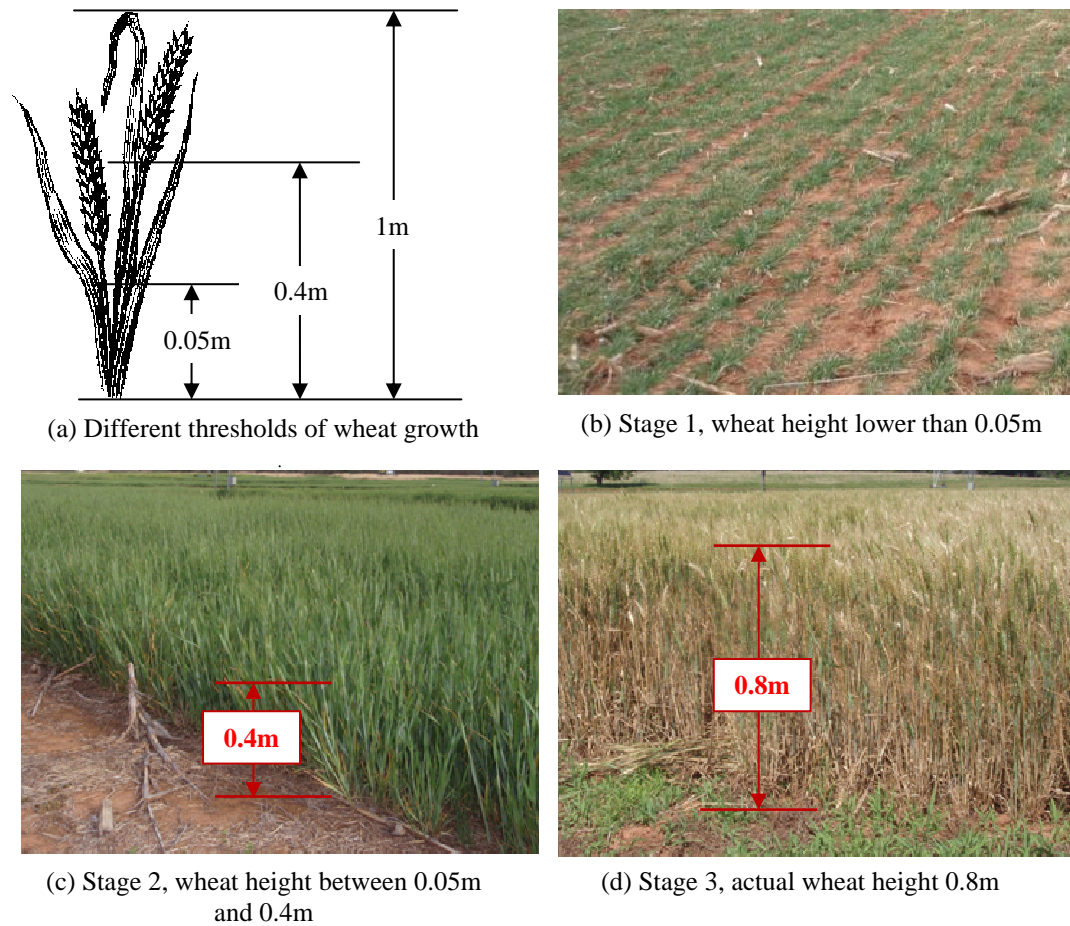 1m
0.4m
0.05m
(a) Different thresholds of wheat growth
(b) Stage 1, wheat height lower than 0.05m
0.4m
0.8m
(c) Stage 2, wheat height between 0.05m
and 0.4m
(d) Stage 3, actual wheat height 0.8m